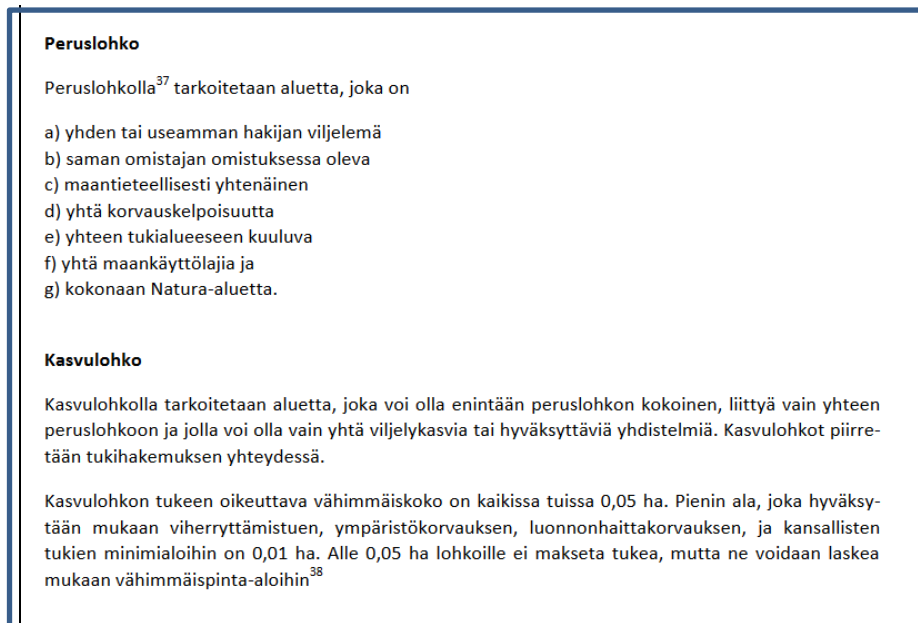 Peruslohko
Peruslohkolla37 tarkoitetaan aluetta, joka on
a) yhden tai useamman hakijan viljelemä
b) saman omistajan omistuksessa oleva
c) maantieteellisesti yhtenäinen
d) yhtä korvauskelpoisuutta
e) yhteen tukialueeseen kuuluva
f) yhtä maankäyttölajia ja
g) kokonaan Natura-aluetta.
Kasvulohko
Kasvulohkolla tarkoitetaan aluetta, joka voi olla enintään peruslohkon kokoinen, liittyä vain yhteen
peruslohkoon ja jolla voi olla vain yhtä viljelykasvia tai hyväksyttäviä yhdistelmiä. Kasvulohkot piirre-
tään tukihakemuksen yhteydessä.
Kasvulohkon tukeen oikeuttava vähimmäiskoko on kaikissa tuissa 0,05 ha. Pienin ala, joka hyväksy-
tään mukaan viherryttämistuen, ympäristökorvauksen, luonnonhaittakorvauksen, ja kansallisten
tukien minimialoihin on 0,01 ha. Alle 0,05 ha lohkoille ei makseta tukea, mutta ne voidaan laskea
mukaan vähimmäispinta-aloihin38